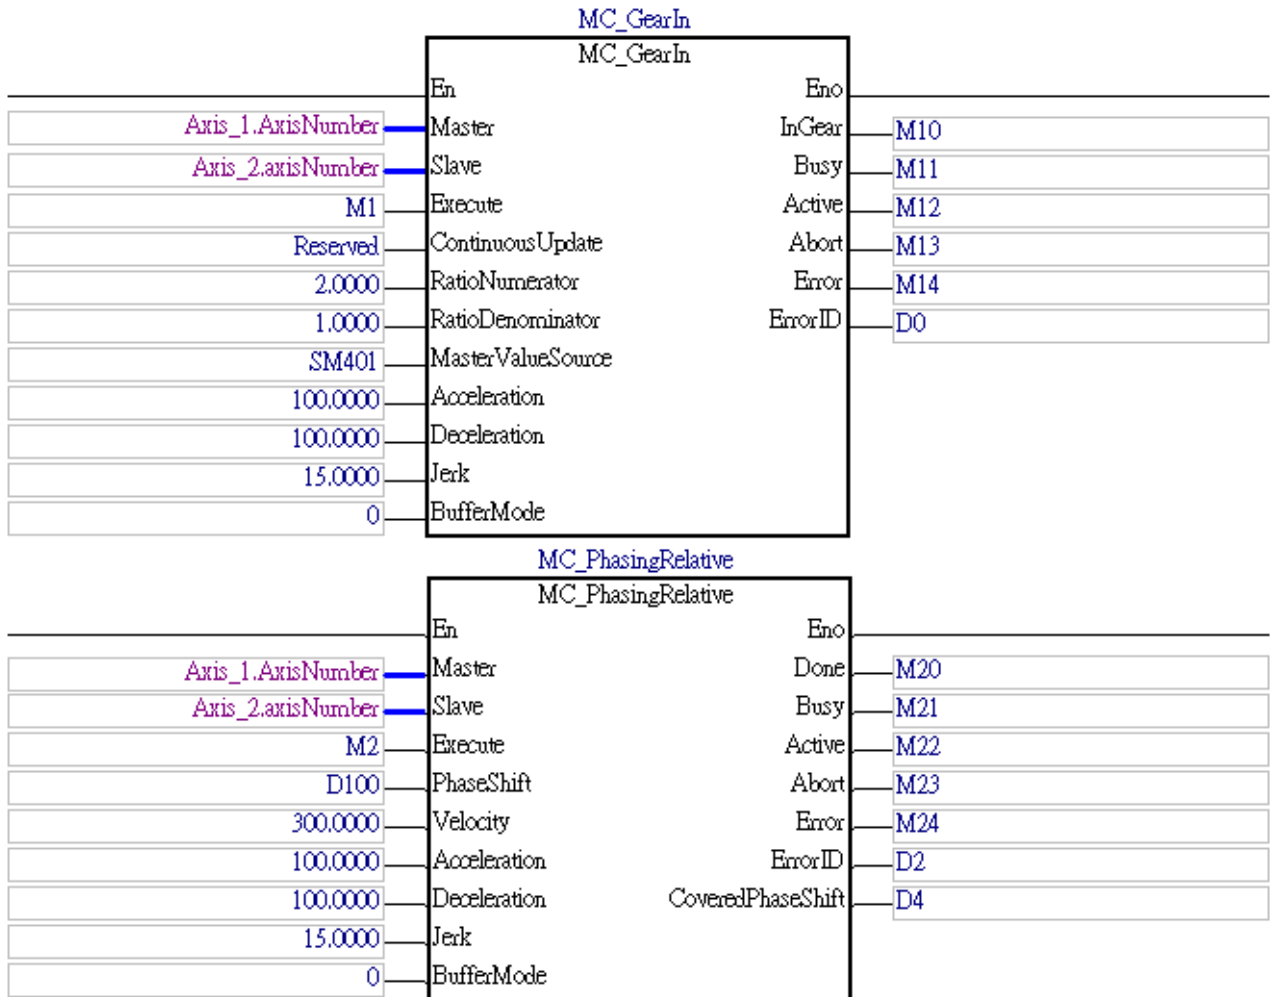 MC_GearIn
MC_GearIn
En Eno
Axis_1.AxisNumber Master InGear M10
Axis_2.axisNumber Slave Busy M11
M1 Execute Active M12
Reserved ContinuousUpdate Abort M13
2.0000 RatioNumerator Error M14
1.0000 RatioDenominator ErrorID D0
SM401 MasterValueSource
100.0000 Acceleration
100.0000 Deceleration
15.0000 Jerk
0 BufferMode
MC_PhasingRelative
MC_PhasingRelative
En Eno
Axis_1.AxisNumber Master Done M20
Axis_2.axisNumber Slave Busy M21
M2 Execute Active M22
D100 PhaseShift Abort M23
300.0000 Velocity Error M24
100.0000 Acceleration ErrorID D2
100.0000 Deceleration CoveredPhaseShift D4
15.0000 Jerk
0 BufferMode